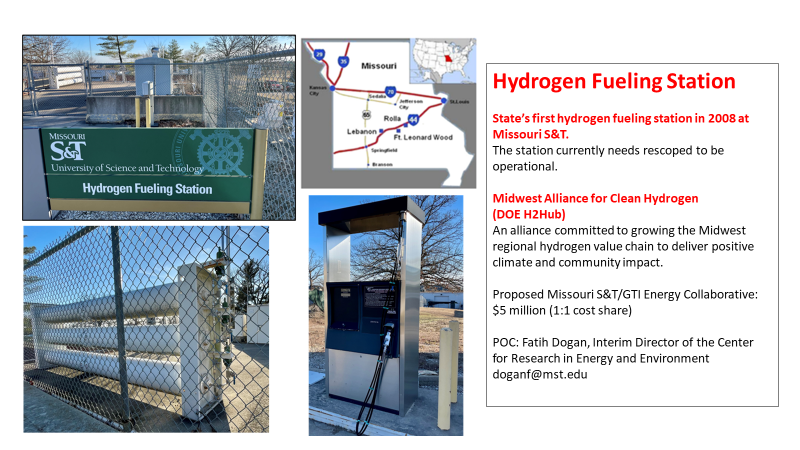 MISSOURI
S&T
University of Science and Technology
Hydrogen Fueling Station
29
35
Missouri
Kansas City
70
Sedalia
Jefferson City
St. Louis
65
Rolla
44
Lebanon
Ft. Leonard Wood
Springfield
Branson
Hydrogen Fueling Station
State's first hydrogen fueling station in 2008 at
Missouri S&T.
The station currently needs rescoped to be
operational.
Midwest Alliance for Clean Hydrogen
(DOE H2Hub)
An alliance committed to growing the Midwest
regional hydrogen value chain to deliver positive
climate and community impact.
Proposed Missouri S&T/GTI Energy Collaborative:
$5 million (1:1 cost share)
POC: Fatih Dogan, Interim Director of the Center
for Research in Energy and Environment
doganf@mst.edu